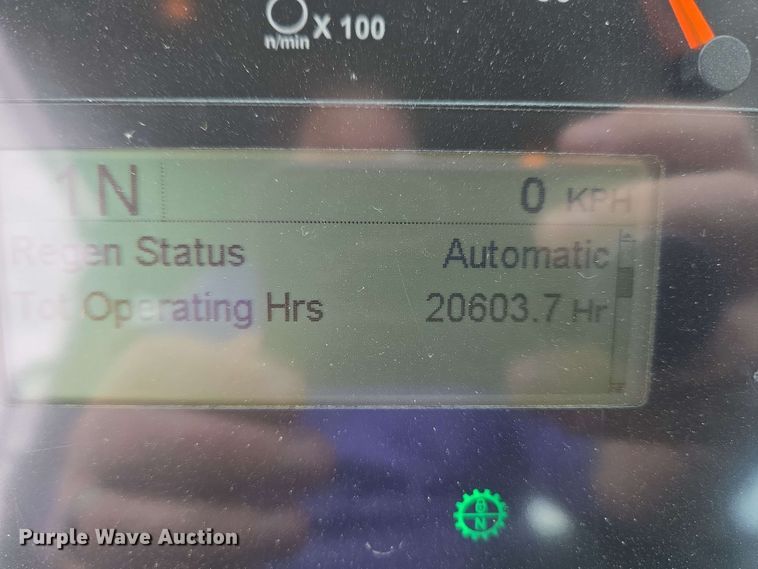 n/min X 100
1N 0 KPH
Regen Status Automatic
Tot Operating Hrs 20603.7 Hr
N
Purple Wave Auction